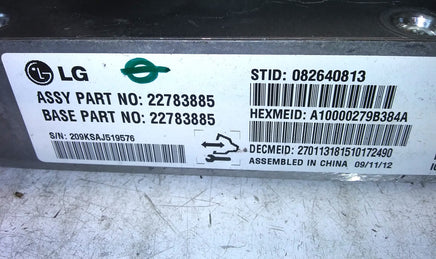 LG
STID: 082640813
ASSY PART NO: 22783885
BASE PART NO: 22783885
HEXMEID: A10000279B384A
S/N: 209KSAJ519576
DECMEID: 270113181510172490
ASSEMBLED IN CHINA 09/11/12